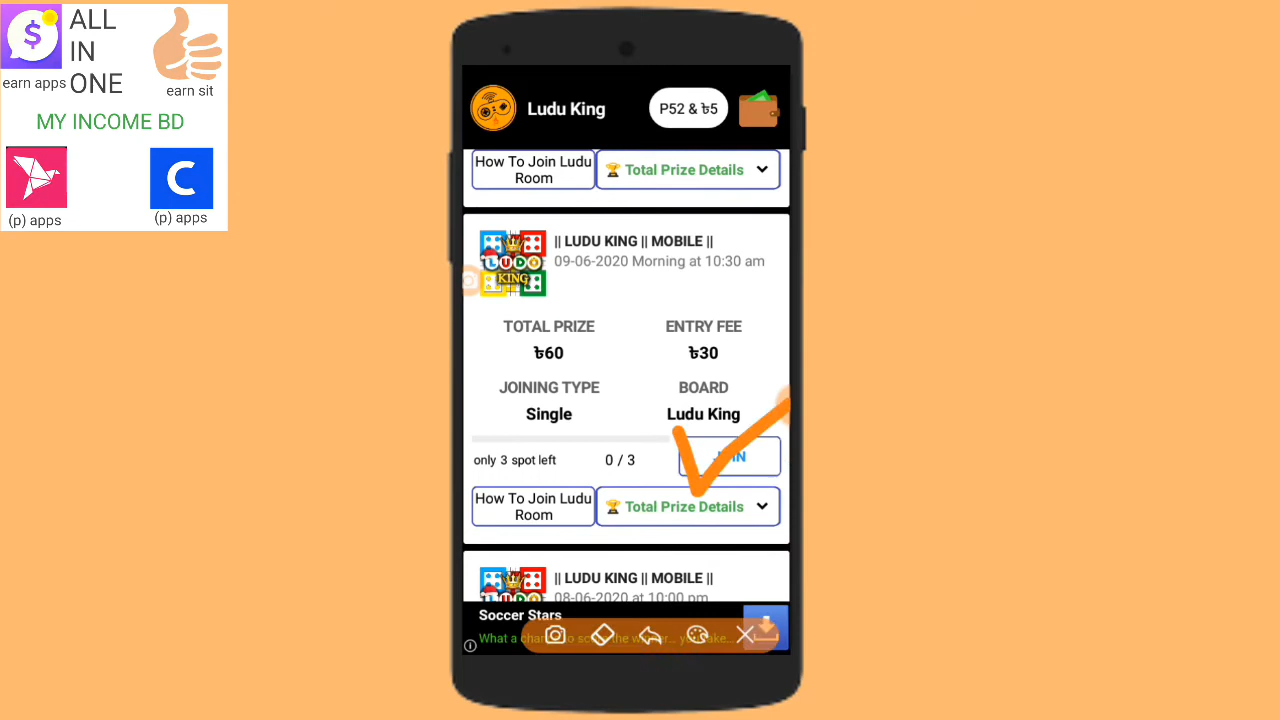 ALL
IN
ONE
earn apps
earn sit
MY INCOME BD
(p) apps
(p) apps
Ludu King
P52 & ৳5
How To Join Ludu
Room
Total Prize Details
|| LUDU KING || MOBILE ||
09-06-2020 Morning at 10:30 am
LUDO
KING
TOTAL PRIZE
ENTRY FEE
৳60
৳30
JOINING TYPE
BOARD
Single
Ludu King
only 3 spot left
0 / 3
JOIN
How To Join Ludu
Room
Total Prize Details
|| LUDU KING || MOBILE ||
08-06-2020 at 10:00 pm
Soccer Stars
What a chan